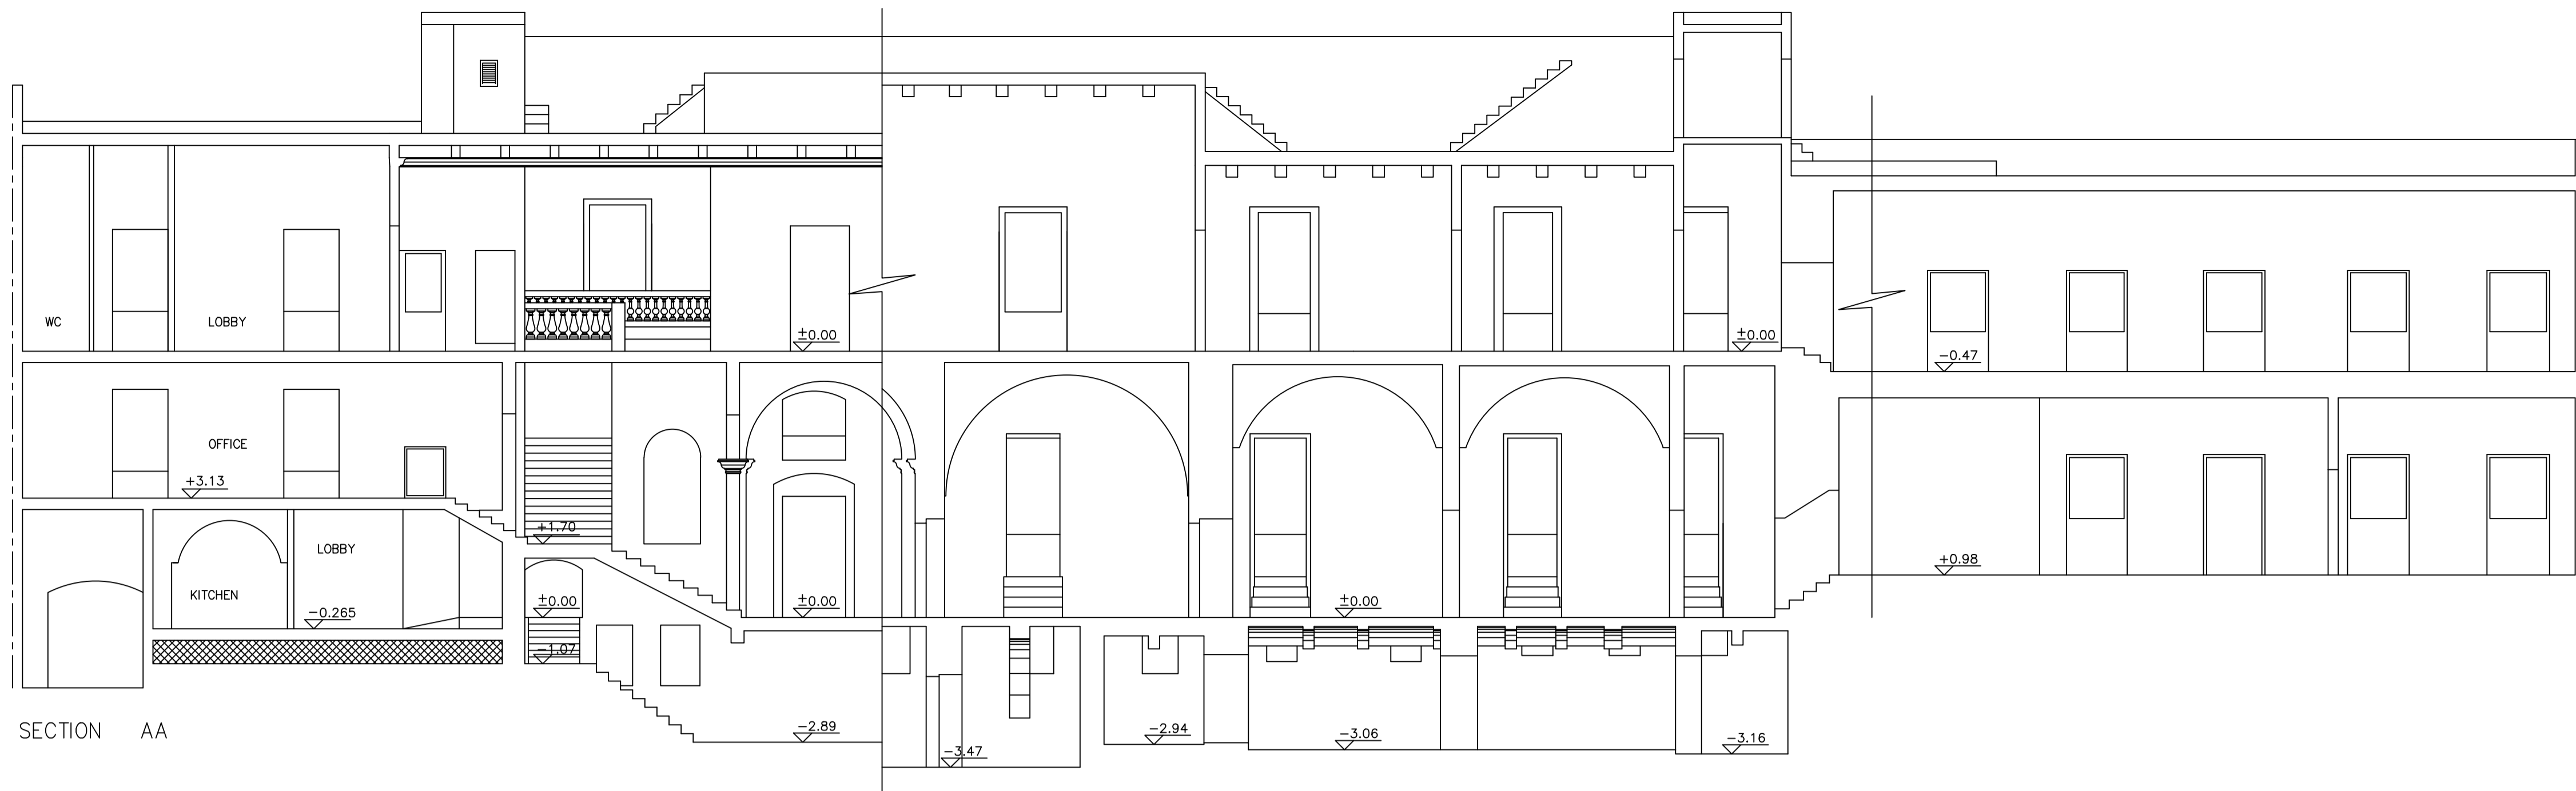 WC
LOBBY
±0.00
±0.00
-0.47
OFFICE
+3.13
+1.70
LOBBY
KITCHEN
-0.265
±0.00
±0.00
±0.00
+0.98
-1.07
-2.89
-3.47
-2.94
-3.06
-3.16
SECTION AA